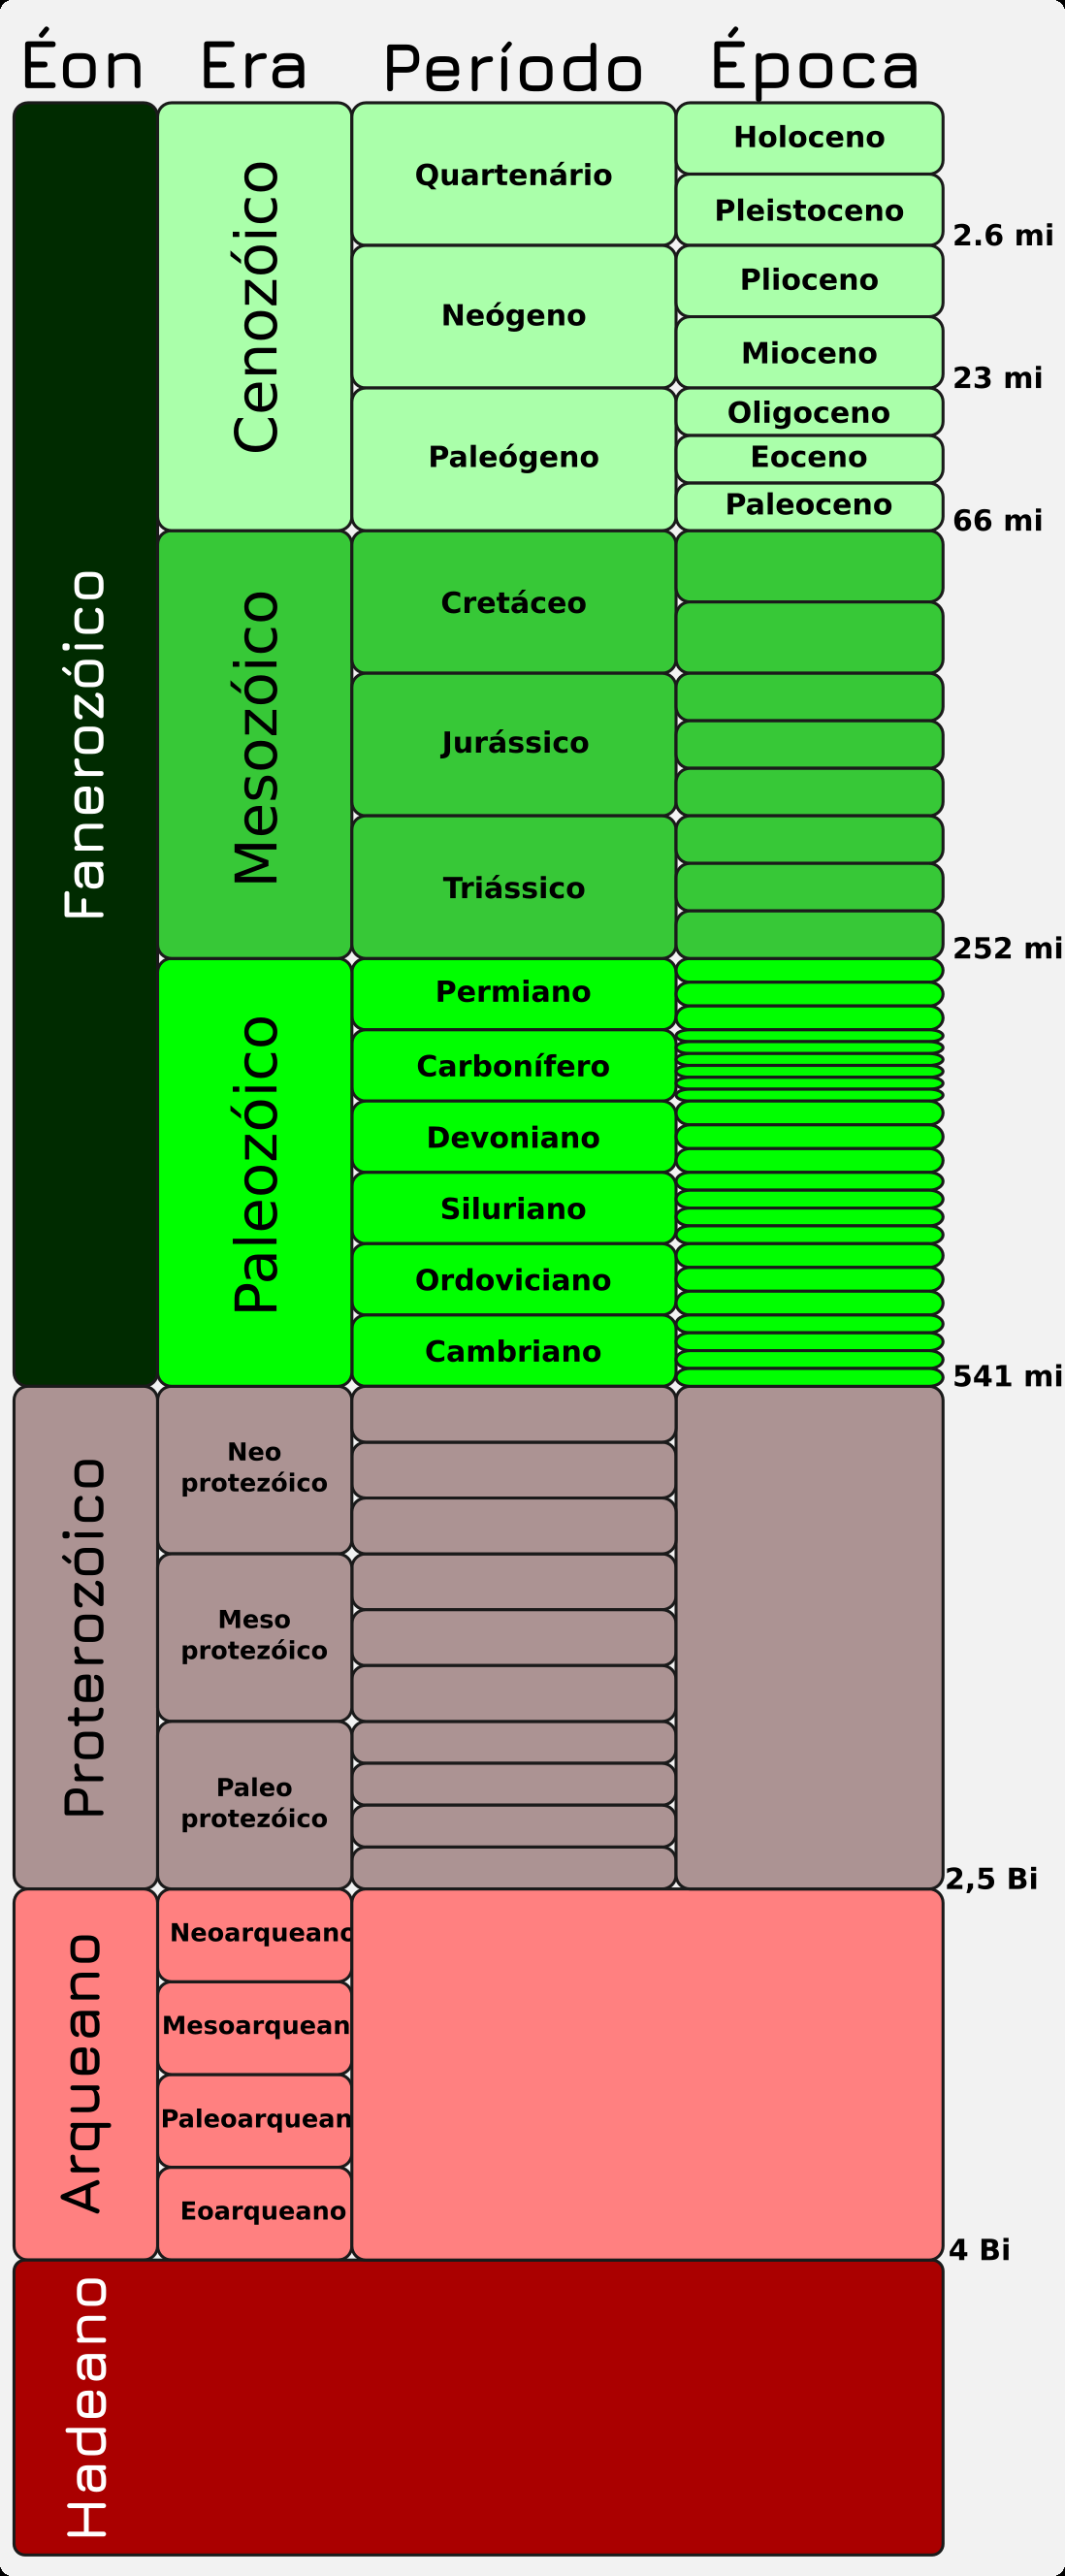 Éon Era Período Época
Fanerozóico
Cenozóico
Quartenário
Holoceno
Pleistoceno
2.6 mi
Neógeno
Plioceno
Mioceno
23 mi
Paleógeno
Oligoceno
Eoceno
Paleoceno
66 mi
Mesozóico
Cretáceo
Jurássico
Triássico
252 mi
Paleozóico
Permiano
Carbonífero
Devoniano
Siluriano
Ordoviciano
Cambriano
541 mi
Proterozóico
Neo
protezóico
Meso
protezóico
Paleo
protezóico
2,5 Bi
Arqueano
Neoarqueano
Mesoarquean
Paleoarquean
Eoarqueano
4 Bi
Hadeano